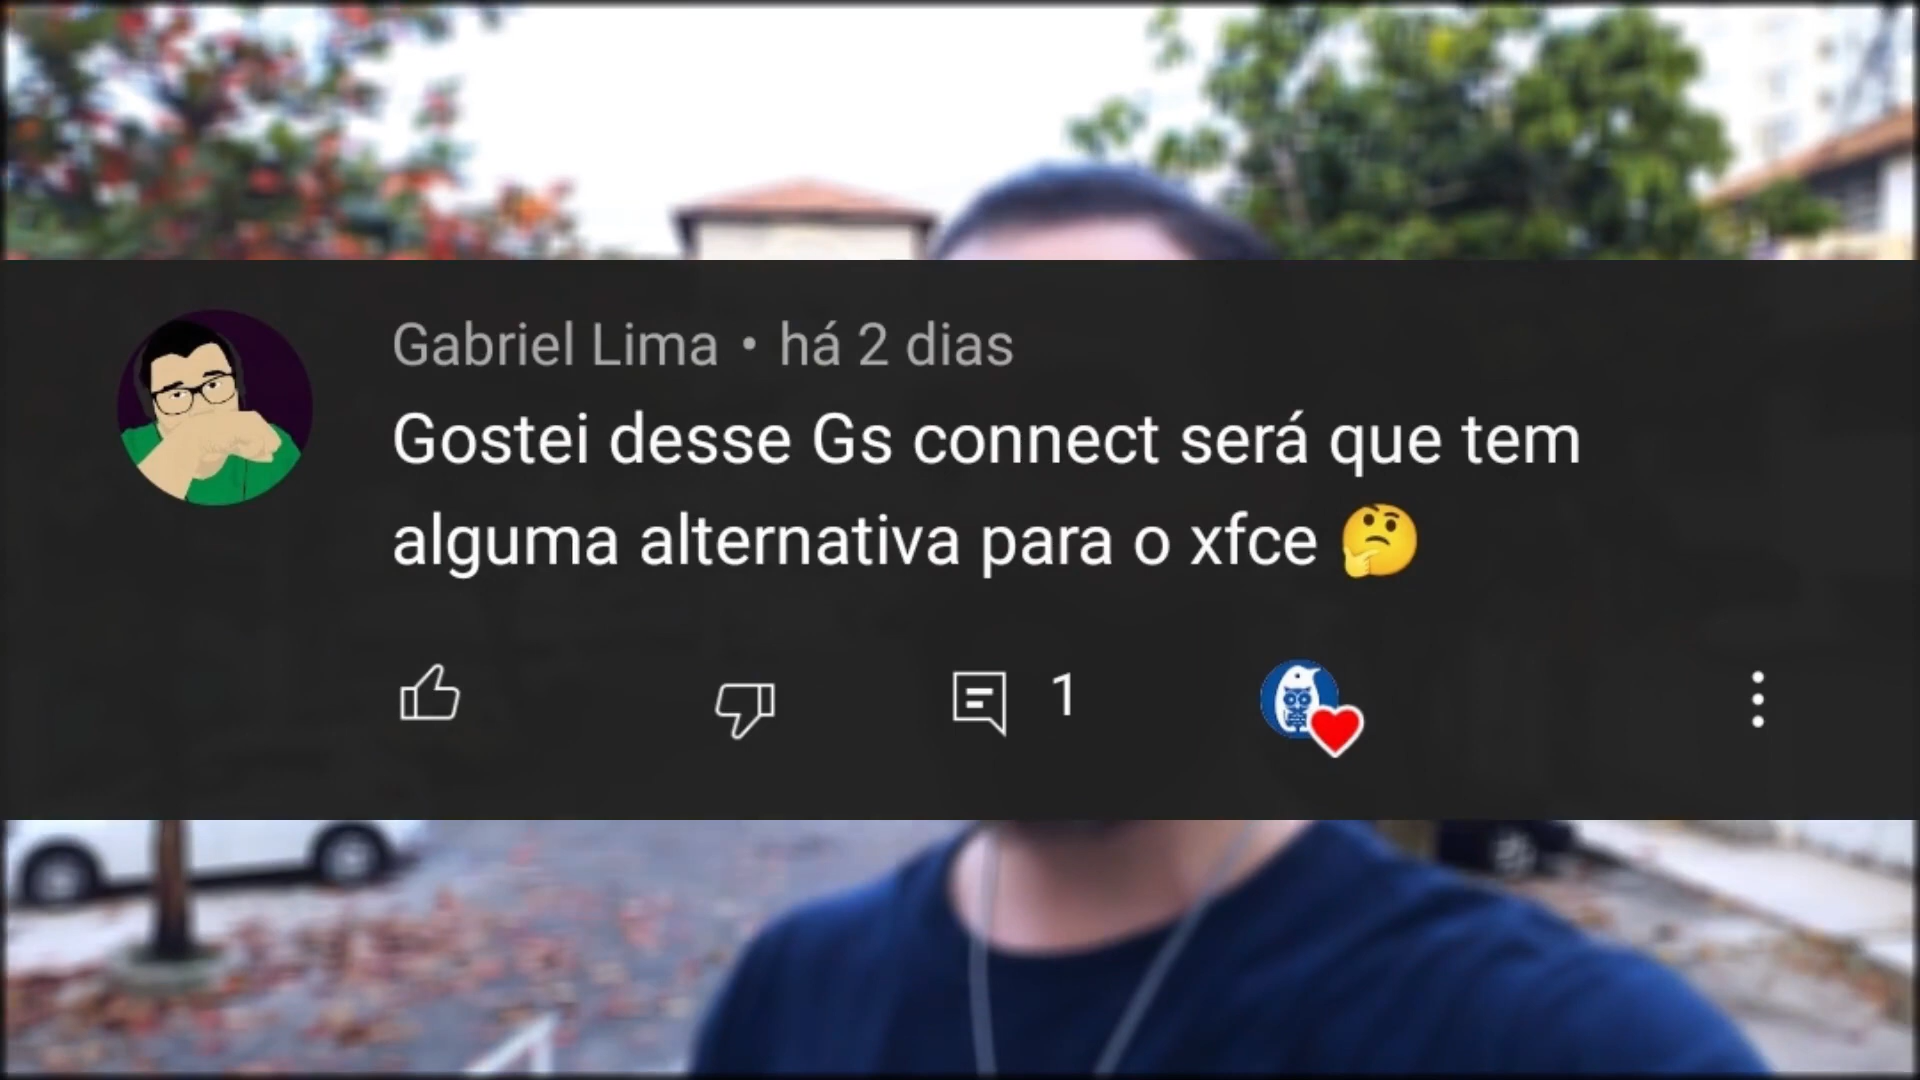 Gabriel Lima • há 2 dias
Gostei desse Gs connect será que tem
alguma alternativa para o xfce 🤔
1